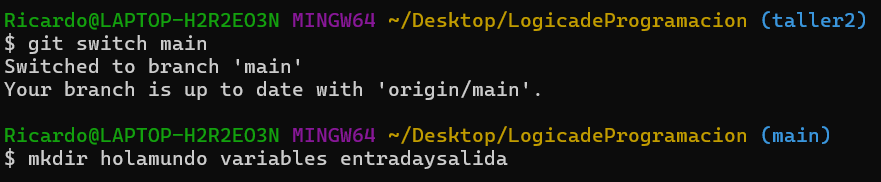 Ricardo@LAPTOP-H2R2EO3N MINGW64 ~/Desktop/LogicadeProgramacion (taller2)
$ git switch main
Switched to branch 'main'
Your branch is up to date with 'origin/main'.
Ricardo@LAPTOP-H2R2EO3N MINGW64 ~/Desktop/LogicadeProgramacion (main)
$ mkdir holamundo variables entradaysalida